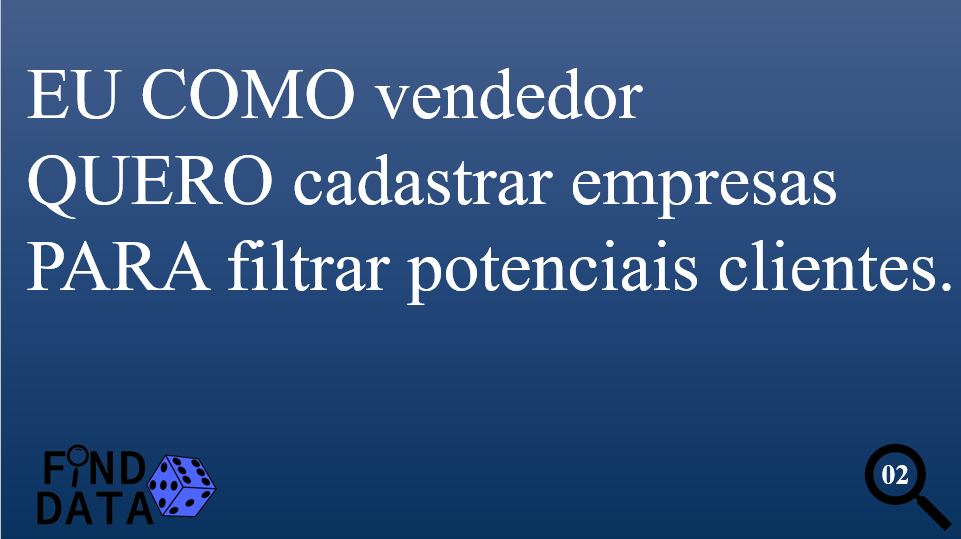 EU COMO vendedor
QUERO cadastrar empresas
PARA filtrar potenciais clientes.
FiND
DATA
02